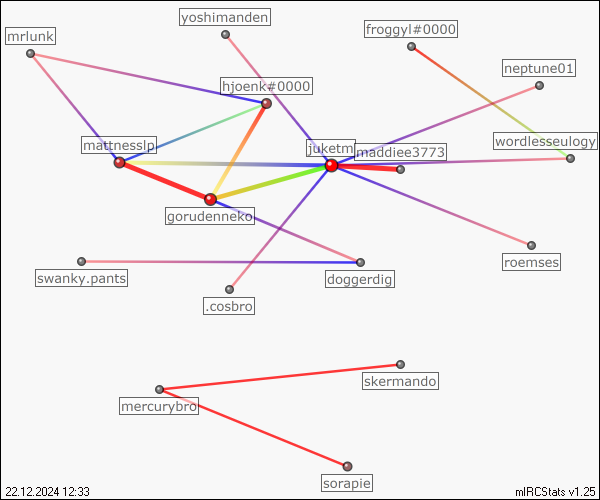 yoshimanden
mrlunk
froggyl#0000
neptune01
hjoenk#0000
mattnesslp
juketm
maddiee3773
wordlesseulogy
gorudenneko
roemses
swanky.pants
doggerdig
.cosbro
skermando
mercurybro
sorapie
22.12.2024 12:33
mIRCStats v1.25